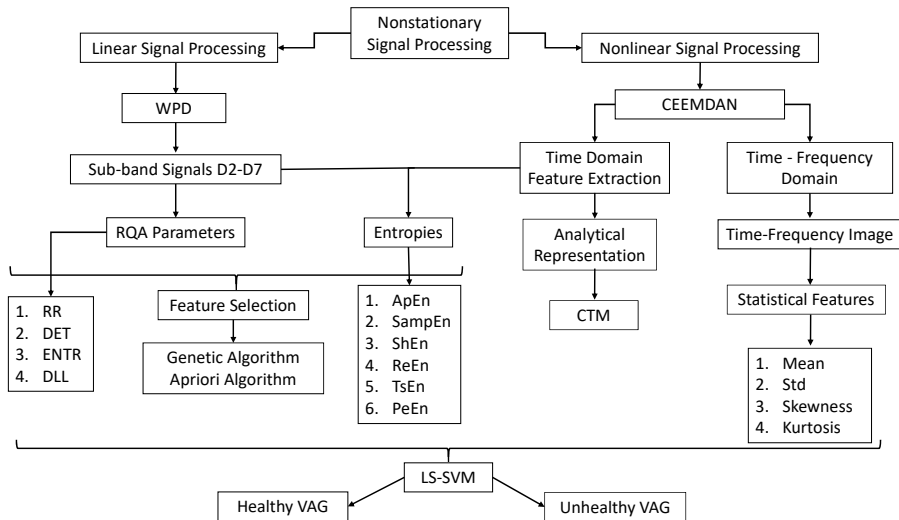 Nonstationary
Signal Processing
Linear Signal Processing
Nonlinear Signal Processing
WPD
CEEMDAN
Sub-band Signals D2-D7
Time Domain
Feature Extraction
Time - Frequency
Domain
RQA Parameters
Entropies
Analytical
Representation
Time-Frequency Image
1. RR
2. DET
3. ENTR
4. DLL
Feature Selection
Genetic Algorithm
Apriori Algorithm
1. ApEn
2. SampEn
3. ShEn
4. ReEn
5. TsEn
6. PeEn
CTM
Statistical Features
1. Mean
2. Std
3. Skewness
4. Kurtosis
LS-SVM
Healthy VAG
Unhealthy VAG